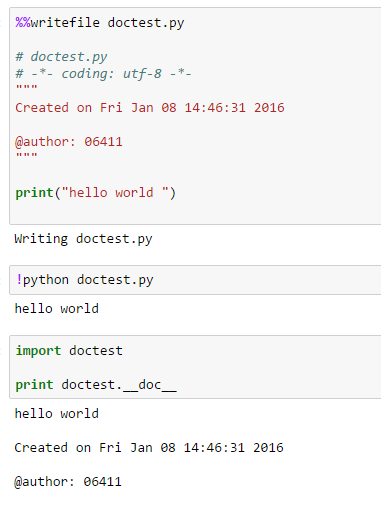 %%writefile doctest.py
# doctest.py
# -*- coding: utf-8 -*-
"""
Created on Fri Jan 08 14:46:31 2016
@author: 06411
"""
print("hello world ")
Writing doctest.py
!python doctest.py
hello world
import doctest
print doctest.__doc__
hello world
Created on Fri Jan 08 14:46:31 2016
@author: 06411